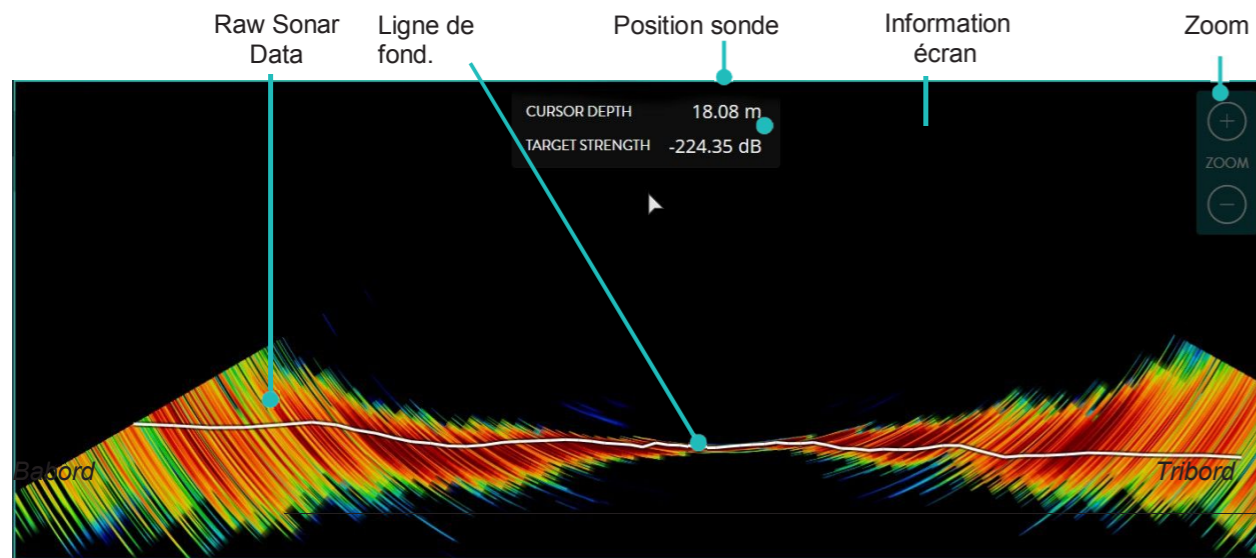 Raw Sonar
Data
Ligne de
fond.
Position sonde
Information
écran
Zoom
CURSOR DEPTH 18.08 m
TARGET STRENGTH -224.35 dB
ZOOM
Babord
Tribord